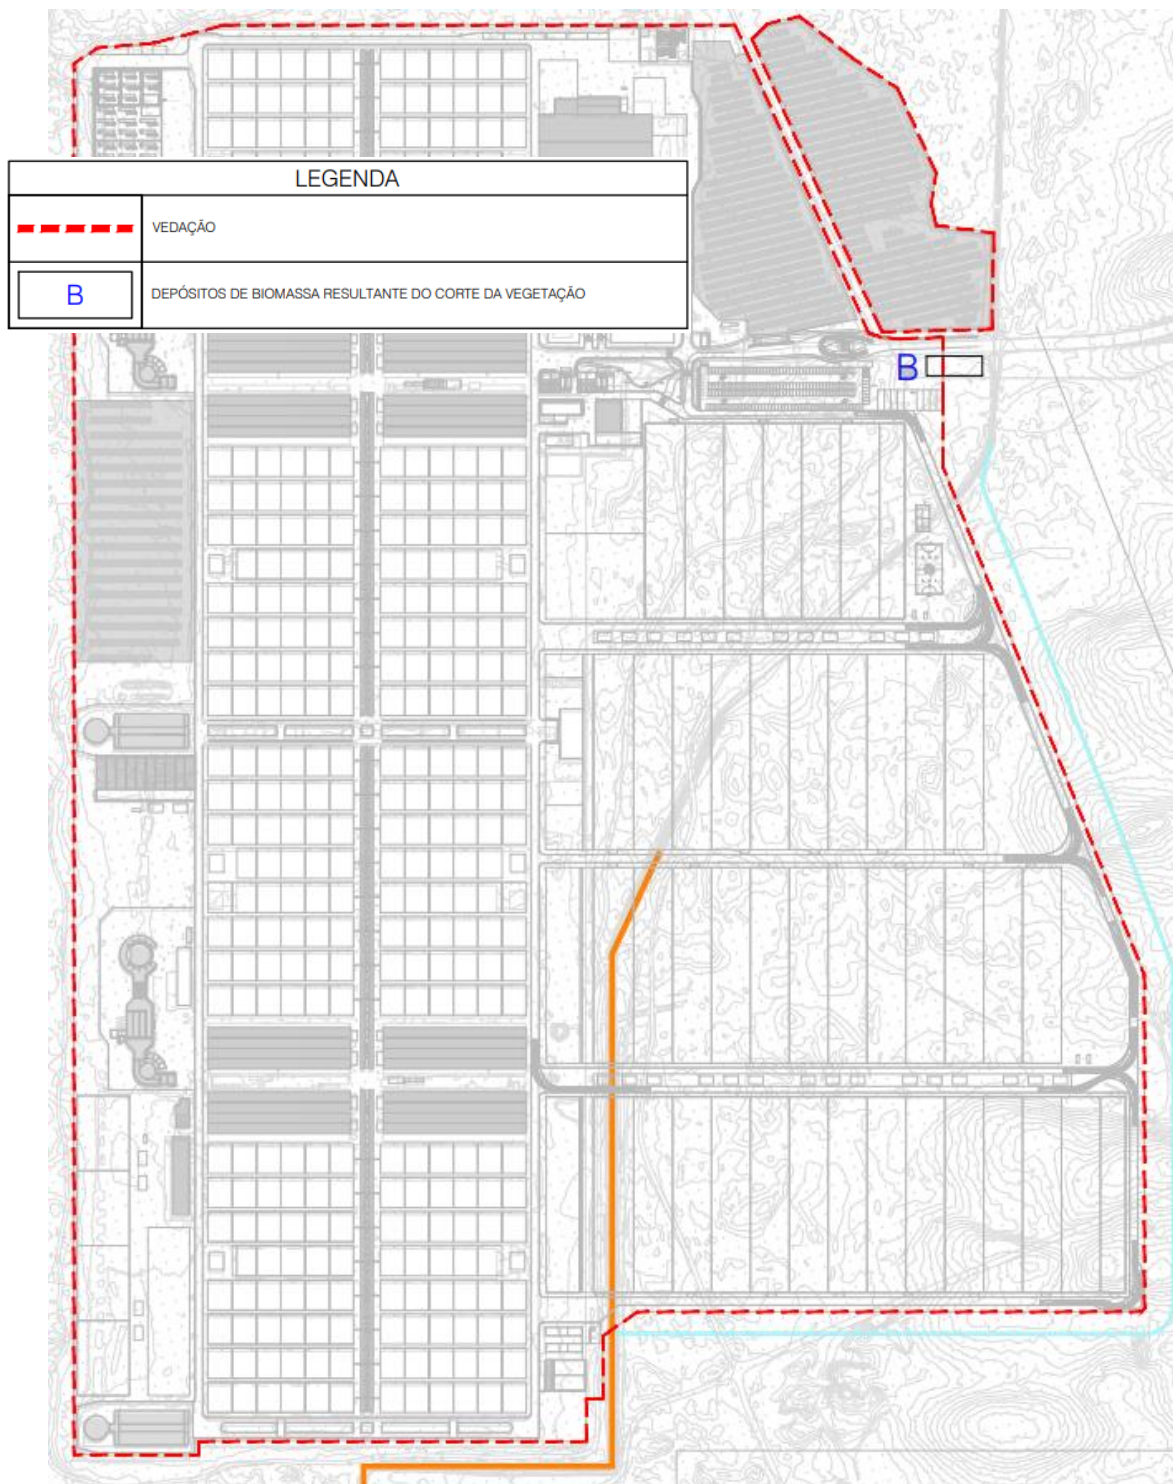 LEGENDA
VEDAÇÃO
B
DEPÓSITOS DE BIOMASSA RESULTANTE DO CORTE DA VEGETAÇÃO
B